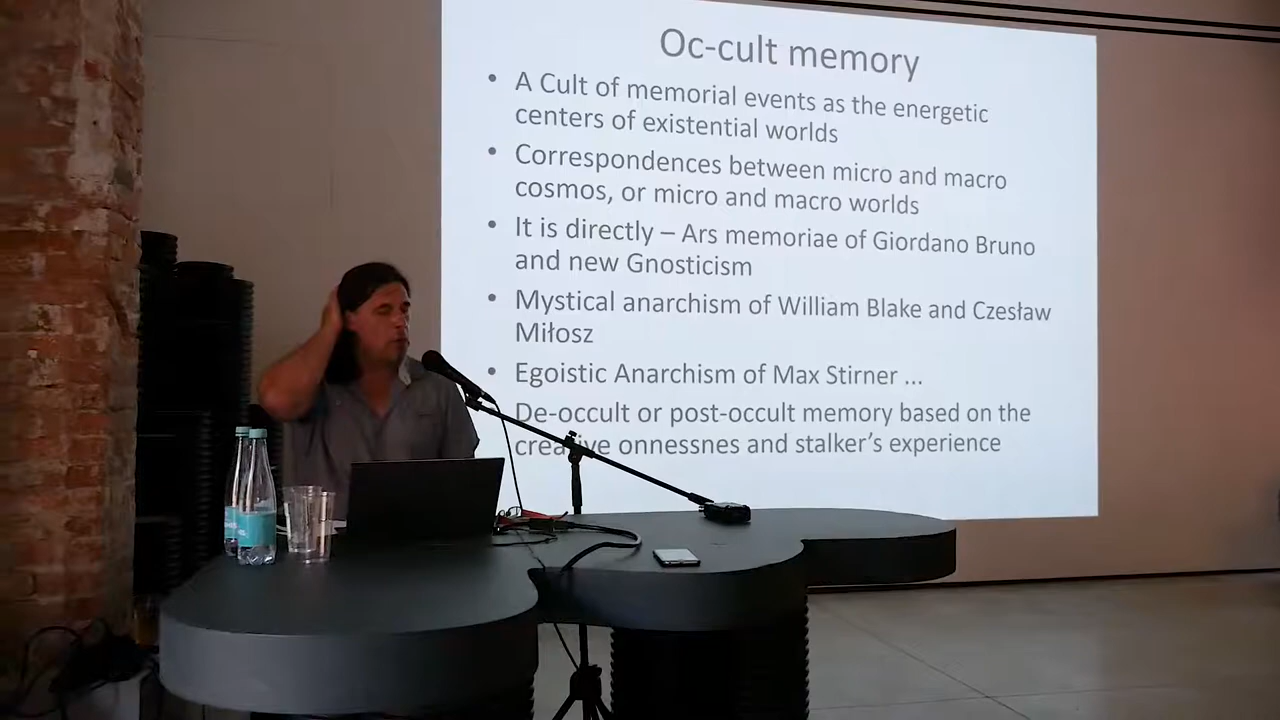 Oc-cult memory
• A Cult of memorial events as the energetic
centers of existential worlds
• Correspondences between micro and macro
cosmos, or micro and macro worlds
• It is directly – Ars memoriae of Giordano Bruno
and new Gnosticism
• Mystical anarchism of William Blake and Czesław
Miłosz
• Egoistic Anarchism of Max Stirner ...
De-occult or post-occult memory based on the
creative onnessnes and stalker's experience